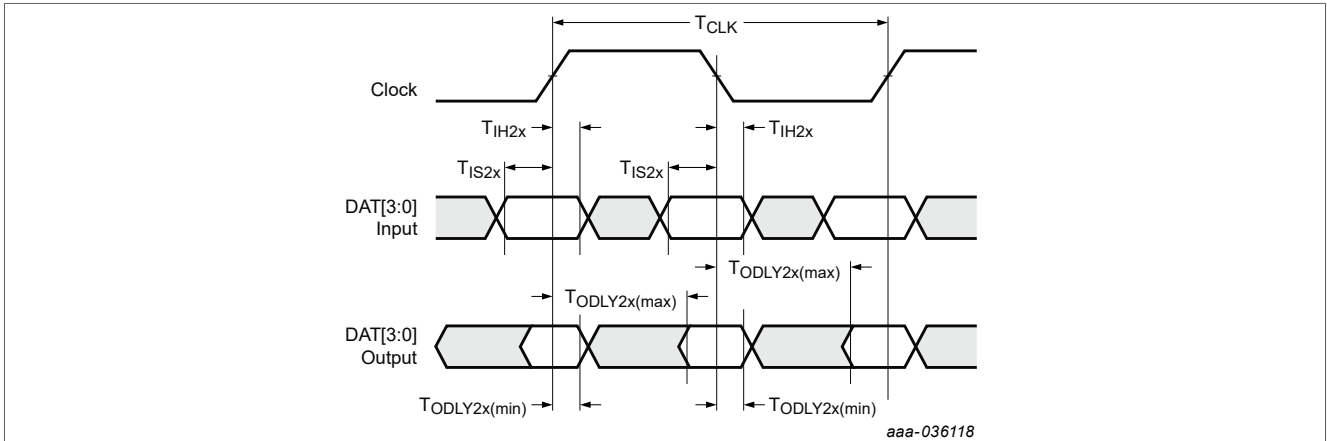 TCLK
Clock
TIH2x
TIH2x
TIS2x
TIS2x
DAT[3:0]
Input
TODLY2x(max)
TODLY2x(max)
DAT[3:0]
Output
TODLY2x(min)
TODLY2x(min)
aaa-036118